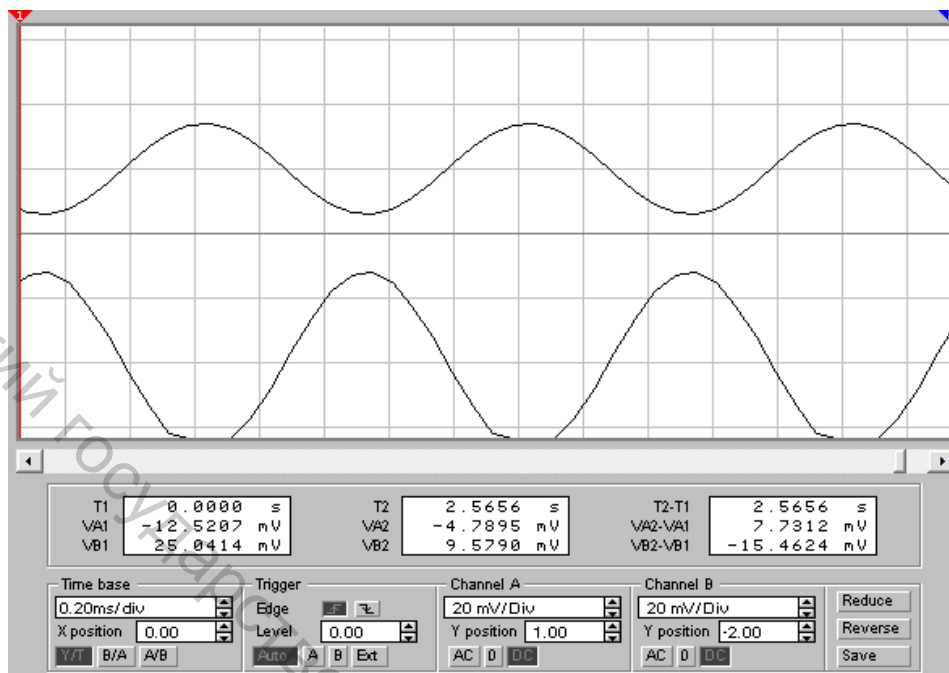 1
кий государств
T1 0.0000 s T2 2.5656 s T2-T1 2.5656 s
VA1 -12.5207 mV VA2 -4.7895 mV VA2-VA1 7.7312 mV
VB1 25.0414 mV VB2 9.5790 mV VB2-VB1 -15.4624 mV
Time base Trigger Channel A Channel B
0.20ms/div Edge 20 mV/Div 20 mV/Div Reduce
X position 0.00 Level 0.00 Y position 1.00 Y position -2.00 Reverse
Y/T B/A A/B Auto A B Ext AC 0 DC AC 0 DC Save